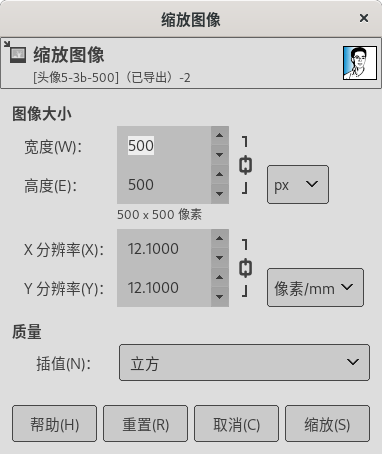 缩放图像
缩放图像
[头像5-3b-500]（已导出）-2
图像大小
宽度(W): 500
高度(E): 500 px
500 x 500 像素
X 分辨率(X): 12.1000
Y 分辨率(Y): 12.1000 像素/mm
质量
插值(N): 立方
帮助(H) 重置(R) 取消(C) 缩放(S)